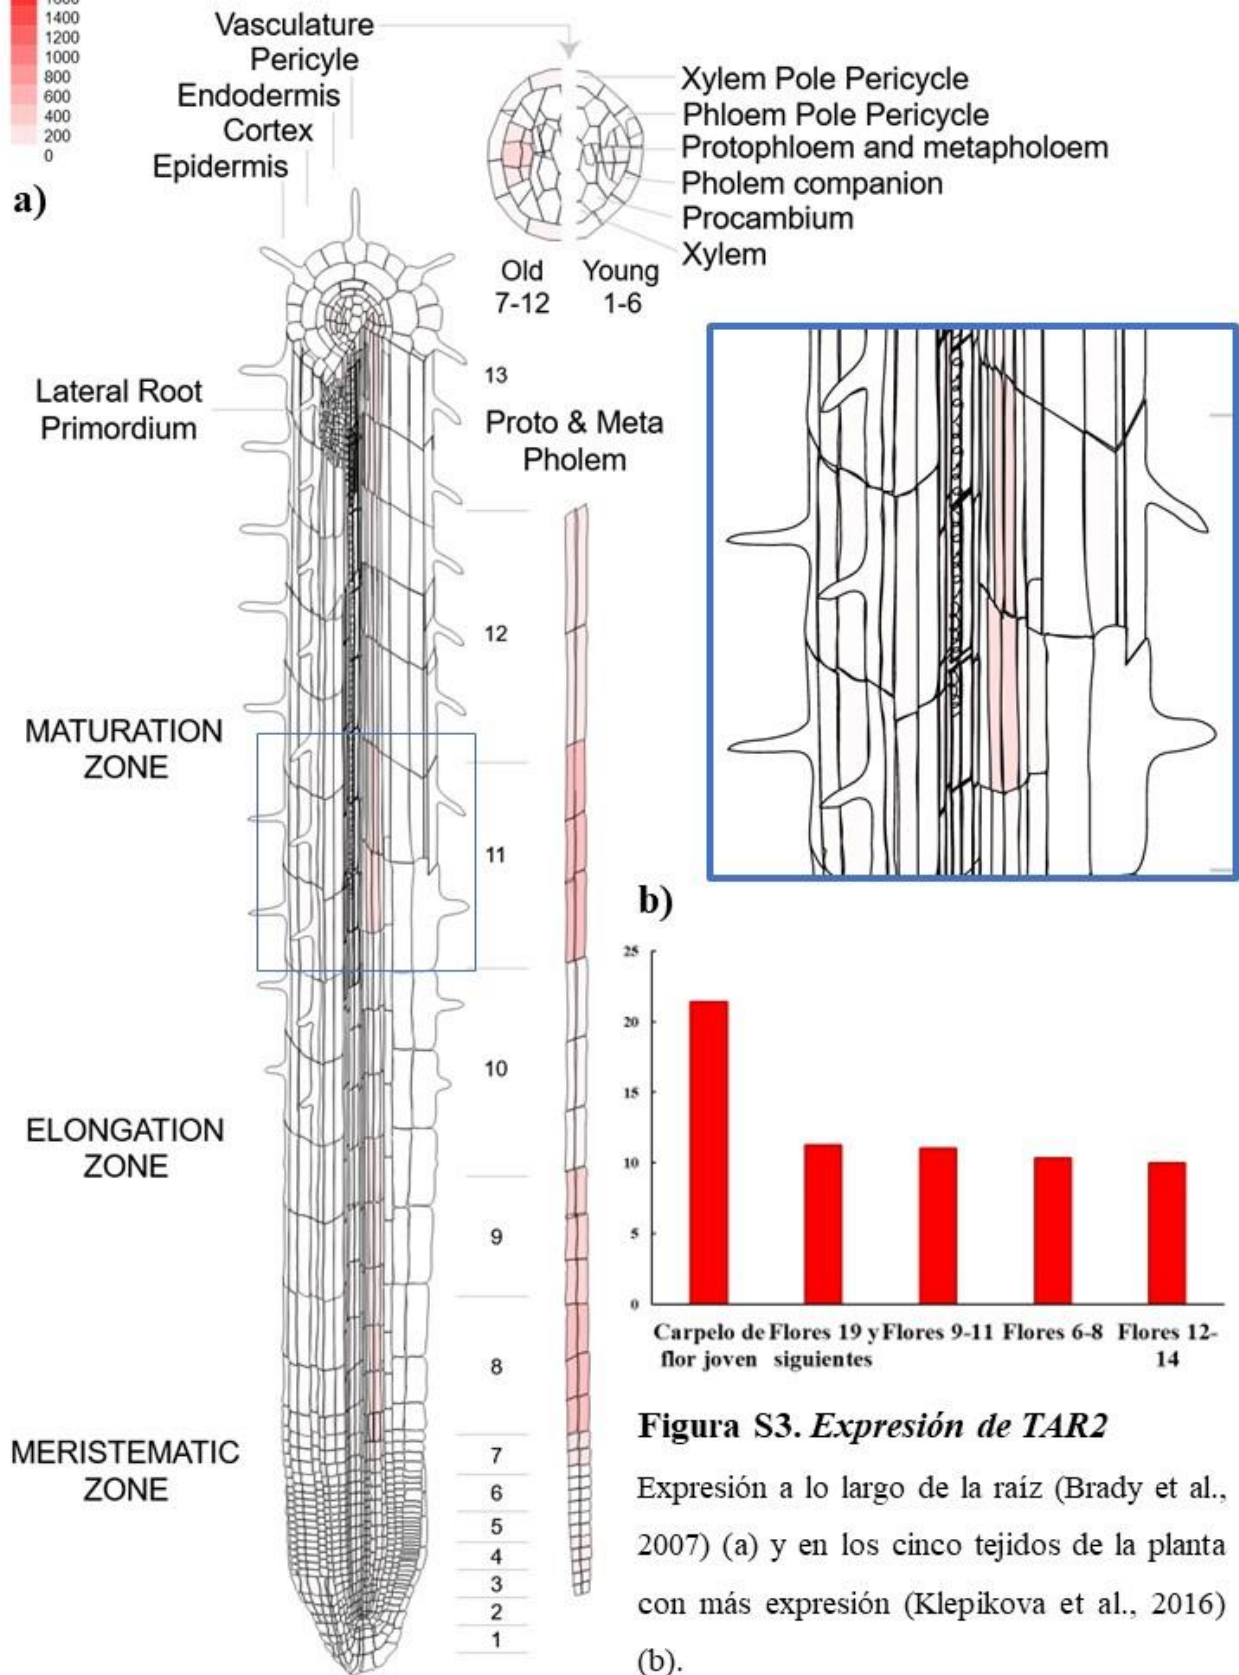 1600
1400
1200
1000
800
600
400
200
0
a)
Vasculature
Pericyle
Endodermis
Cortex
Epidermis
Xylem Pole Pericycle
Phloem Pole Pericycle
Protophloem and metapholoem
Pholem companion
Procambium
Xylem
Old
7-12
Young
1-6
Lateral Root
Primordium
13
Proto & Meta
Pholem
12
MATURATION
ZONE
11
10
ELONGATION
ZONE
9
8
MERISTEMATIC
ZONE
7
6
5
4
3
2
1
b)
25
20
15
10
5
0
Carpelo de flor joven
Flores 19 y siguientes
Flores 9-11
Flores 6-8
Flores 12-14
Figura S3. Expresión de TAR2
Expresión a lo largo de la raíz (Brady et al.,
2007) (a) y en los cinco tejidos de la planta
con más expresión (Klepikova et al., 2016)
(b).